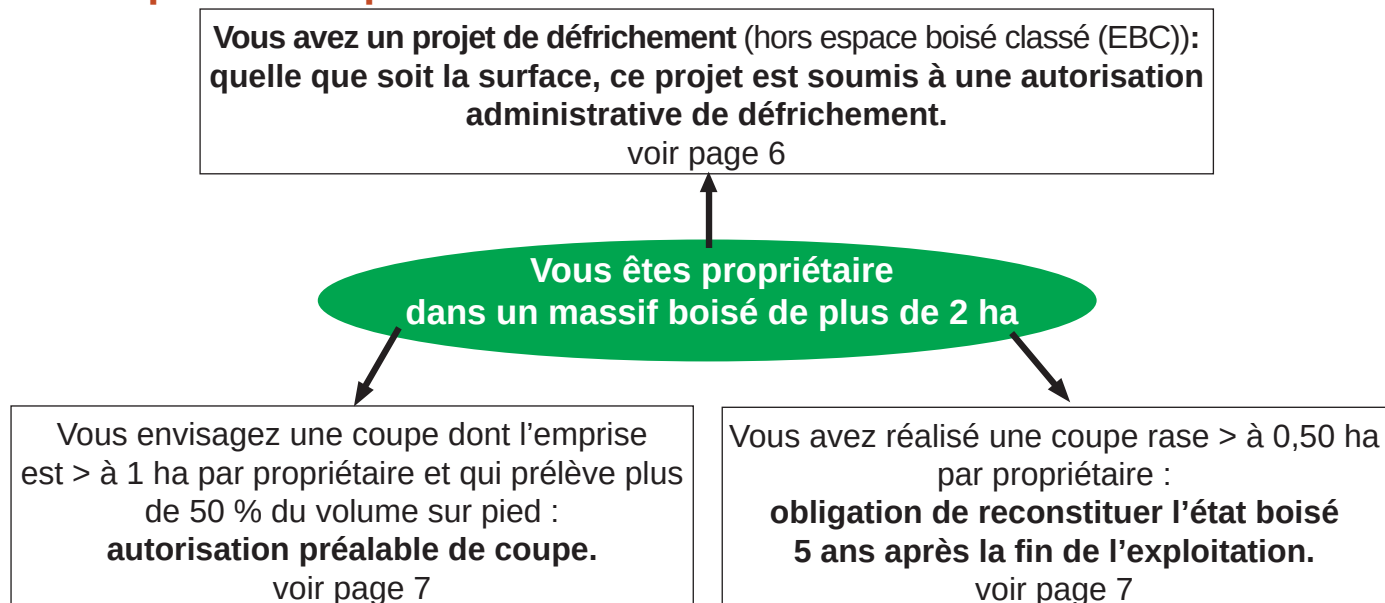 Vous avez un projet de défrichement (hors espace boisé classé (EBC)):
quelle que soit la surface, ce projet est soumis à une autorisation
administrative de défrichement.
voir page 6
Vous êtes propriétaire
dans un massif boisé de plus de 2 ha
Vous envisagez une coupe dont l'emprise
est > à 1 ha par propriétaire et qui prélève plus
de 50 % du volume sur pied :
autorisation préalable de coupe.
voir page 7
Vous avez réalisé une coupe rase > à 0,50 ha
par propriétaire :
obligation de reconstituer l'état boisé
5 ans après la fin de l'exploitation.
voir page 7